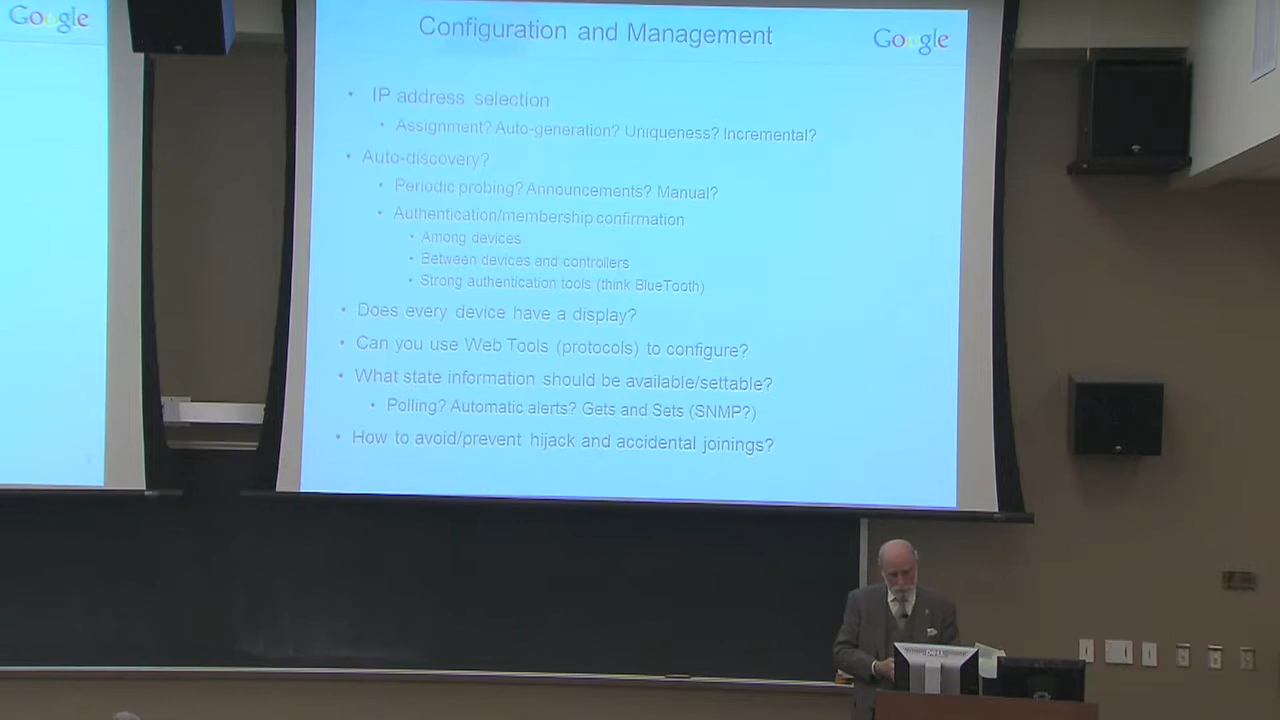 Google
Configuration and Management
Google
• IP address selection
• Assignment? Auto-generation? Uniqueness? Incremental?
• Auto-discovery?
• Periodic probing? Announcements? Manual?
• Authentication/membership confirmation
• Among devices
• Between devices and controllers
• Strong authentication tools (think BlueTooth)
• Does every device have a display?
• Can you use Web Tools (protocols) to configure?
• What state information should be available/settable?
• Polling? Automatic alerts? Gets and Sets (SNMP?)
• How to avoid/prevent hijack and accidental joinings?
DELL